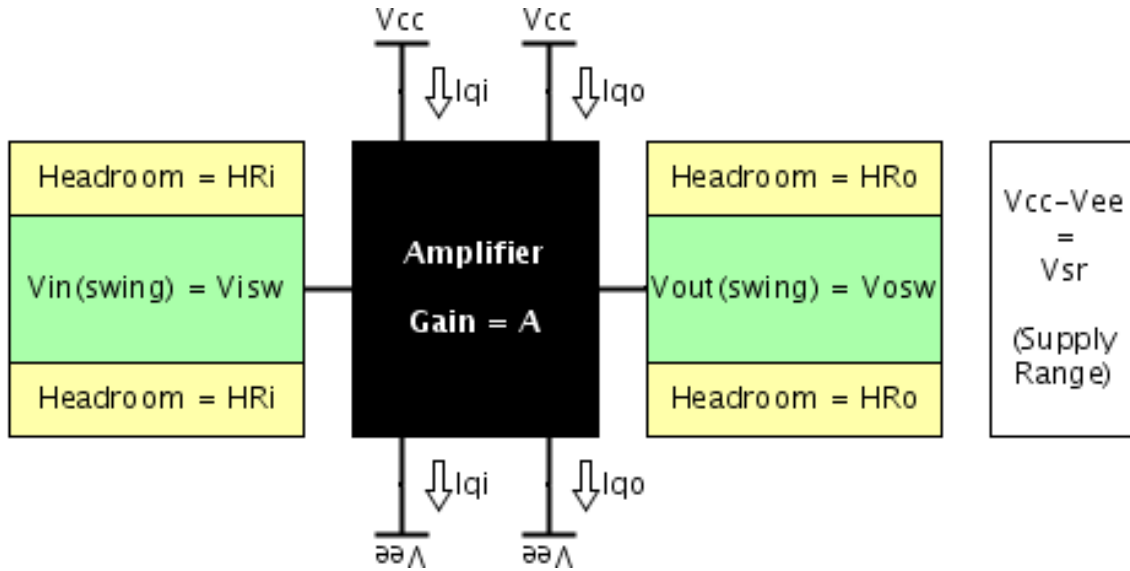 Vcc
Vcc
Iqi
Iqo
Headroom = HRi
Vin(swing) = Visw
Headroom = HRi
Amplifier
Gain = A
Headroom = HRo
Vout(swing) = Vosw
Headroom = HRo
Vcc-Vee
=
Vsr
(Supply
Range)
Iqi
Iqo
Vee
Vee